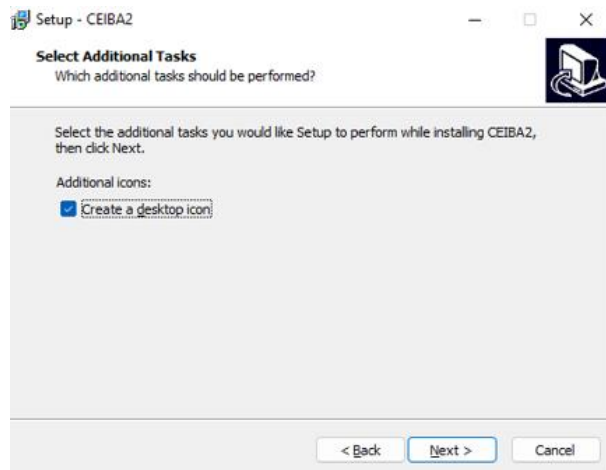 Setup - CEIBA2
Select Additional Tasks
Which additional tasks should be performed?
Select the additional tasks you would like Setup to perform while installing CEIBA2,
then click Next.
Additional icons:
Create a desktop icon
< Back
Next >
Cancel